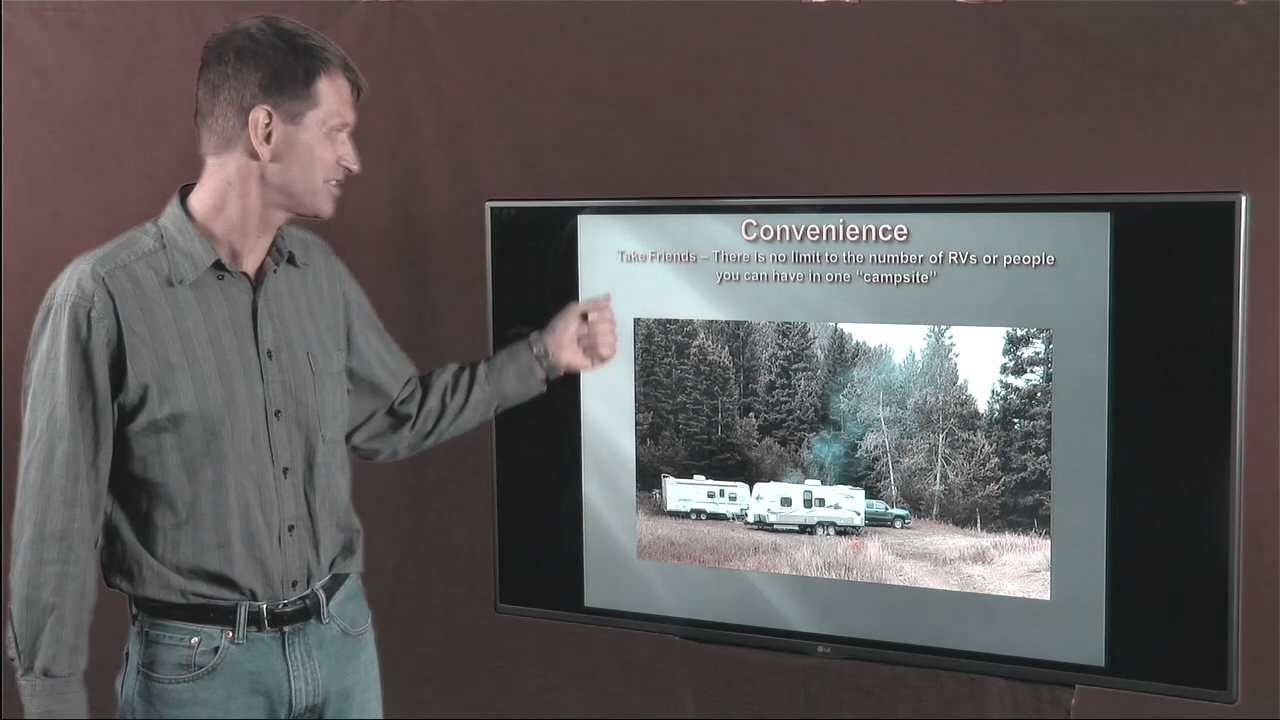 Convenience
Take Friends – There is no limit to the number of RVs or people
you can have in one “campsite”
LG